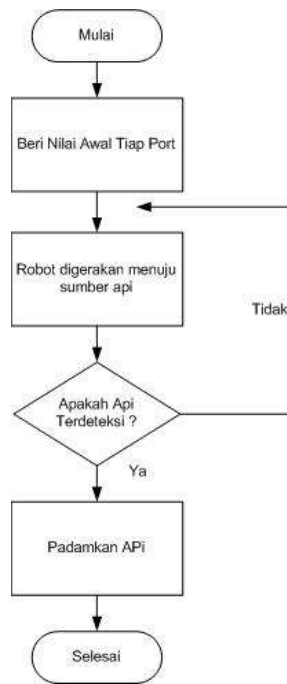 Mulai
Beri Nilai Awal Tiap Port
Robot digerakan menuju
sumber api
Tidak
Apakah Api
Terdeteksi ?
Ya
Padamkan APi
Selesai